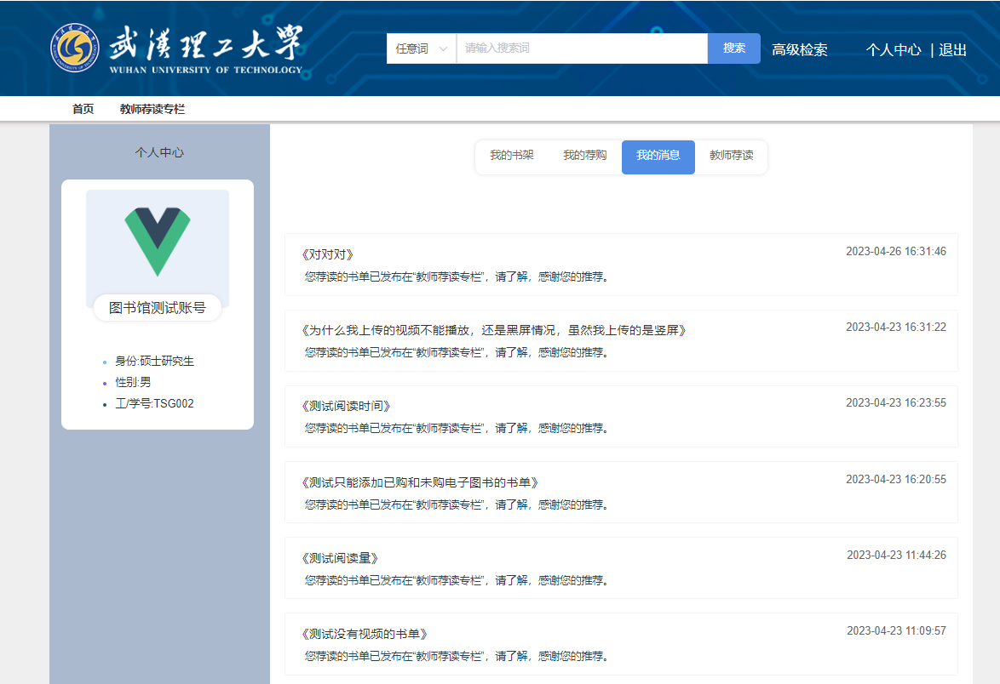 武汉理工大学
WUHAN UNIVERSITY OF TECHNOLOGY
任意词 请输入搜索词 搜索 高级检索 个人中心 | 退出
首页 教师荐读专栏
个人中心
图书馆测试账号
身份:硕士研究生
性别:男
工/学号:TSG002
我的书架 我的荐购 我的消息 教师荐读
《对对对》 2023-04-26 16:31:46
您荐读的书单已发布在“教师荐读专栏”，请了解，感谢您的推荐。
《为什么我上传的视频不能播放，还是黑屏情况，虽然我上传的是竖屏》 2023-04-23 16:31:22
您荐读的书单已发布在“教师荐读专栏”，请了解，感谢您的推荐。
《测试阅读时间》 2023-04-23 16:23:55
您荐读的书单已发布在“教师荐读专栏”，请了解，感谢您的推荐。
《测试只能添加已购和未购电子图书的书单》 2023-04-23 16:20:55
您荐读的书单已发布在“教师荐读专栏”，请了解，感谢您的推荐。
《测试阅读量》 2023-04-23 11:44:26
您荐读的书单已发布在“教师荐读专栏”，请了解，感谢您的推荐。
《测试没有视频的书单》 2023-04-23 11:09:57
您荐读的书单已发布在“教师荐读专栏”，请了解，感谢您的推荐。